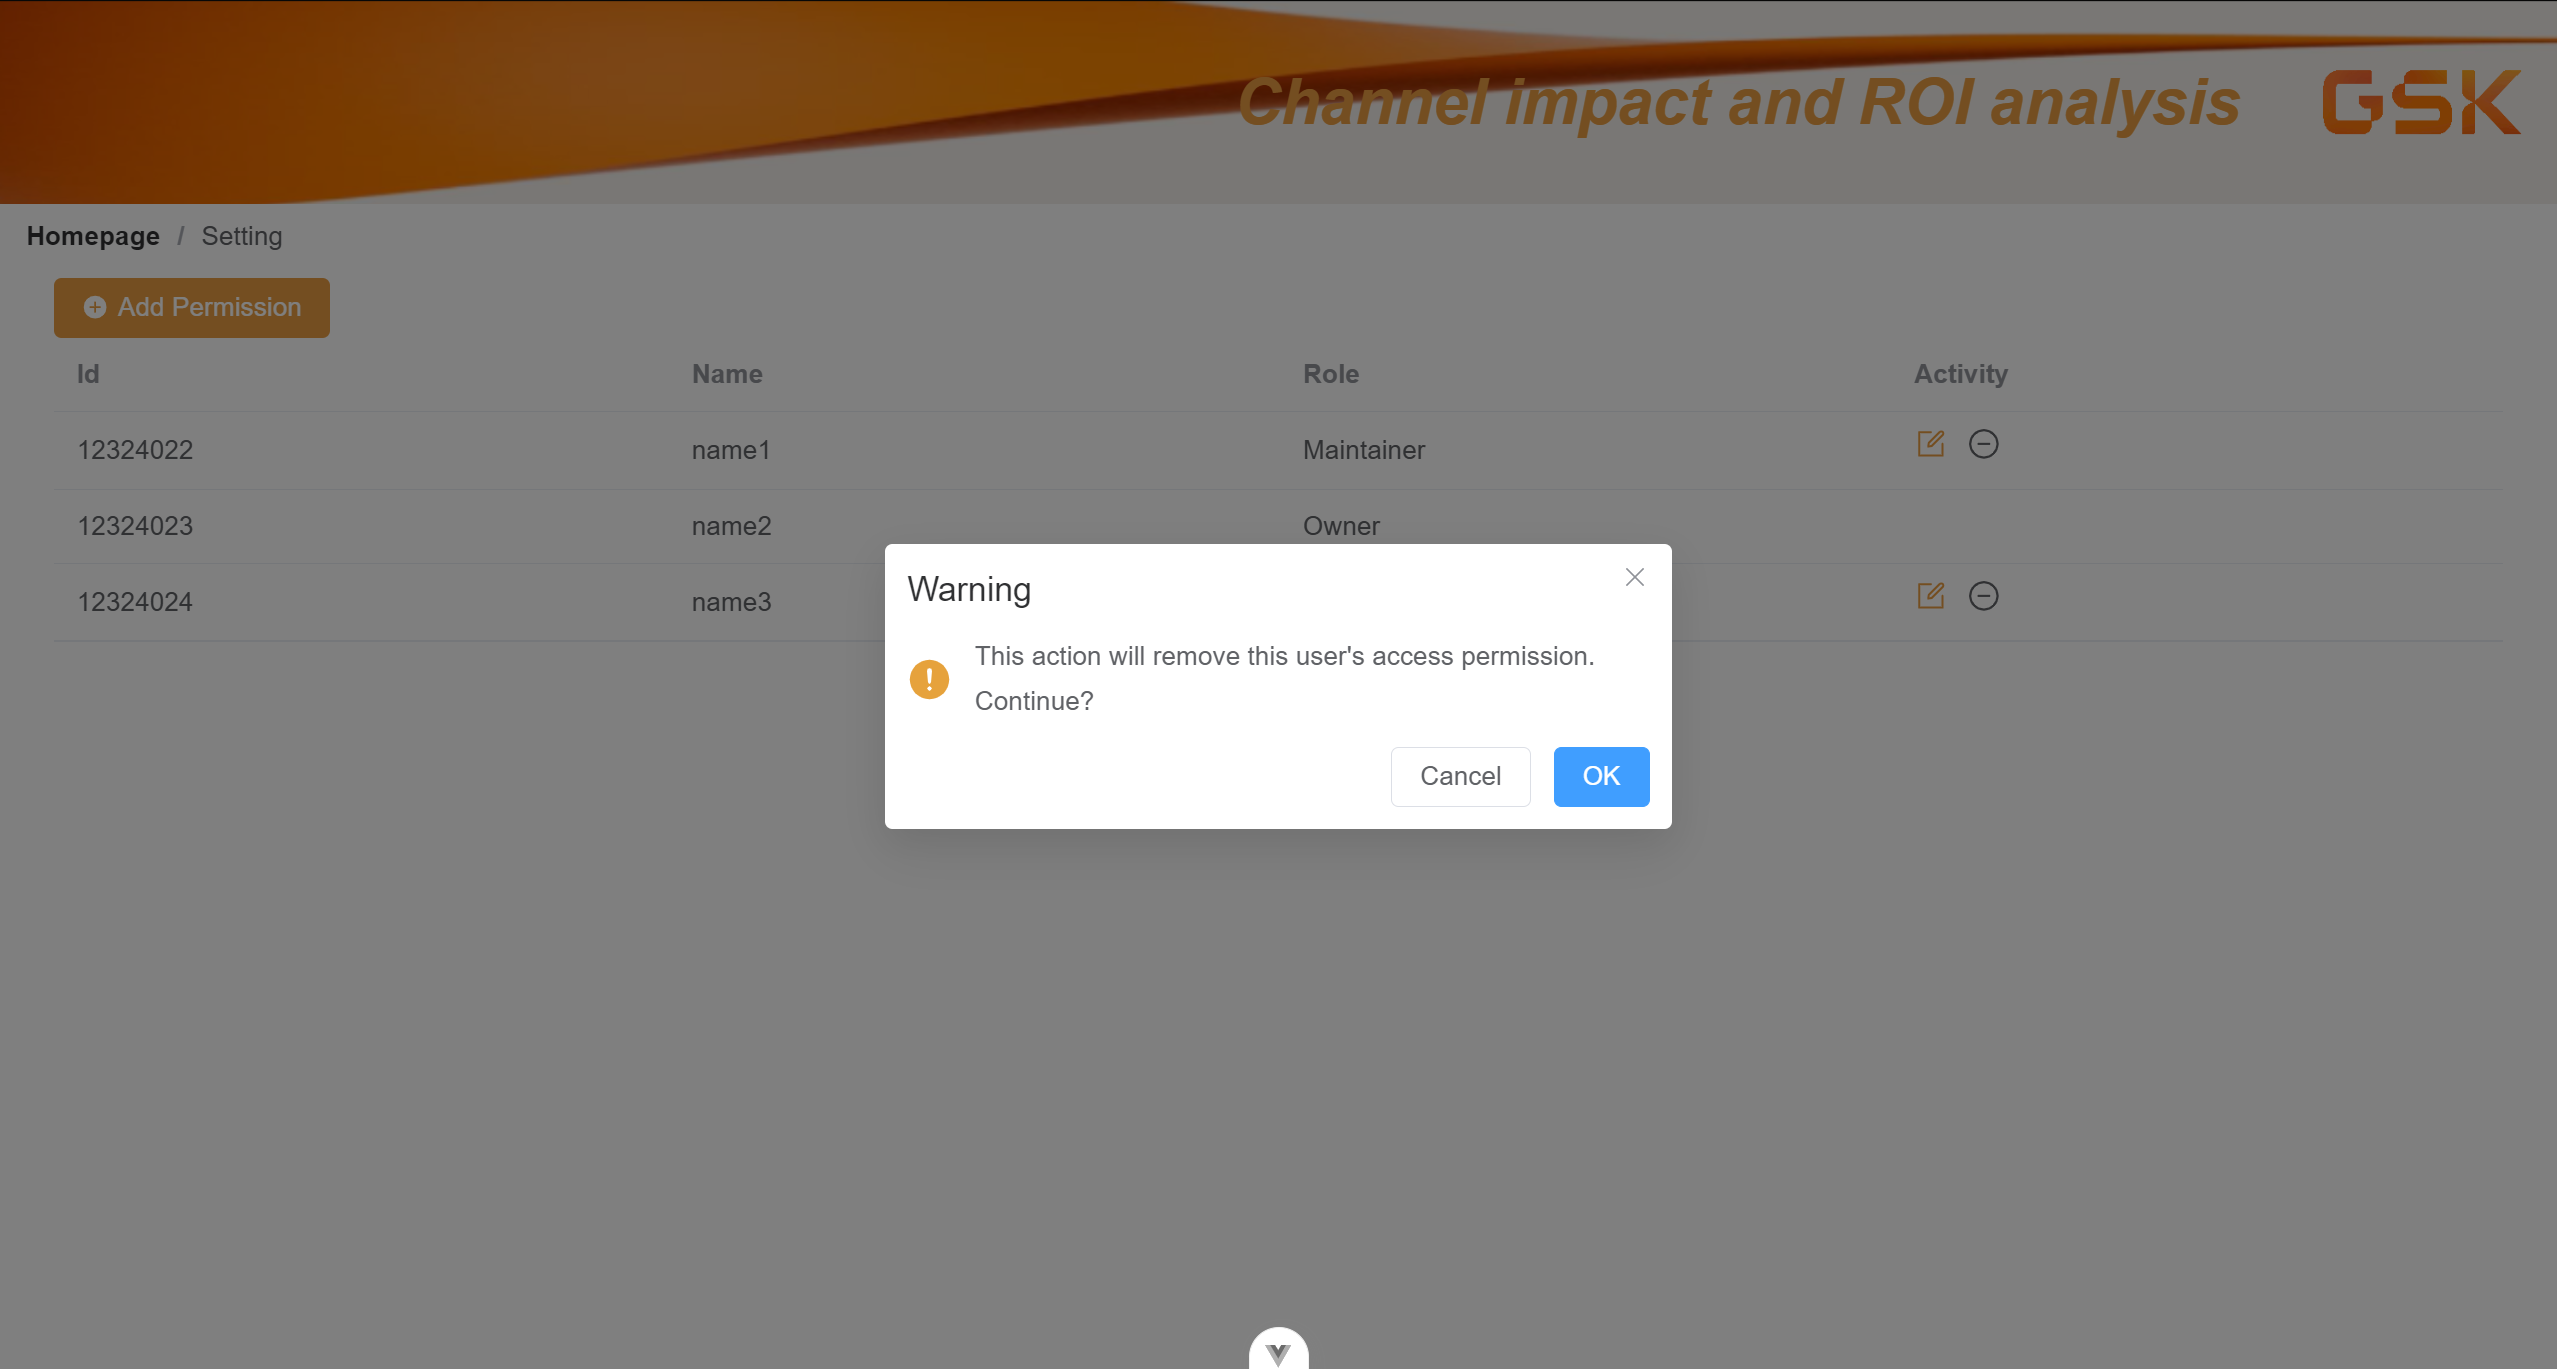 Channel impact and ROI analysis
GSK
Homepage / Setting
Add Permission
Id Name Role Activity
12324022 name1 Maintainer
12324023 name2 Owner
12324024 name3
Warning
This action will remove this user's access permission.
Continue?
Cancel OK